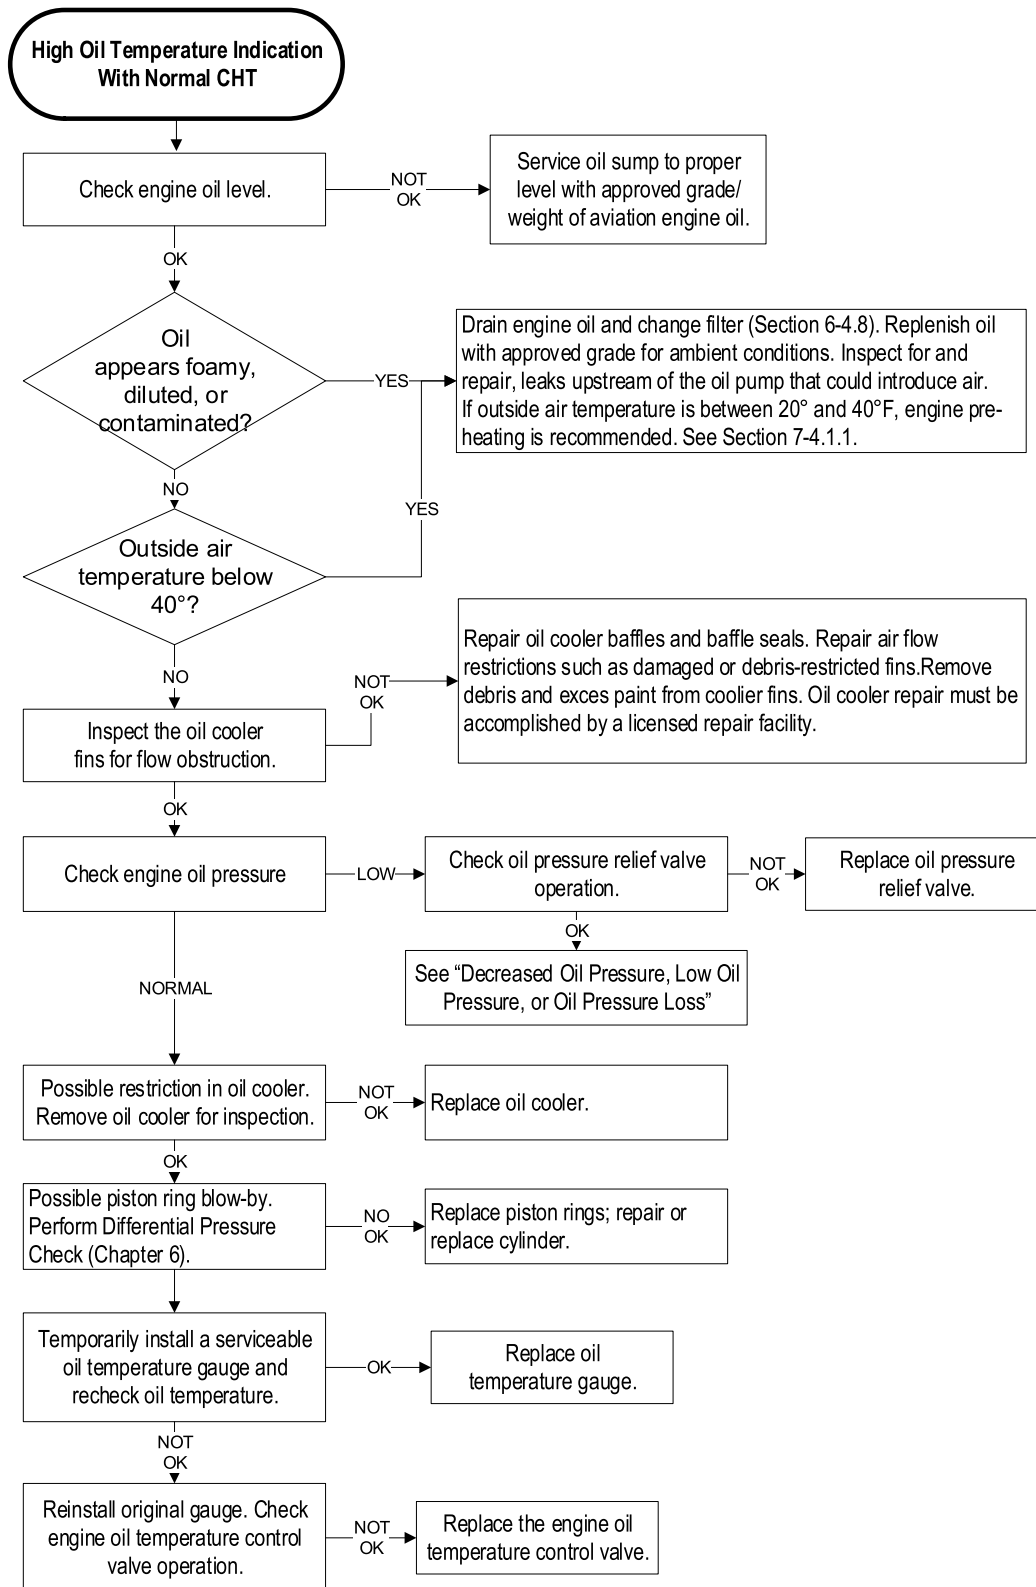 High Oil Temperature Indication
With Normal CHT
Check engine oil level.
NOT
OK
Service oil sump to proper
level with approved grade/
weight of aviation engine oil.
OK
Oil
appears foamy,
diluted, or
contaminated?
YES
Drain engine oil and change filter (Section 6-4.8). Replenish oil
with approved grade for ambient conditions. Inspect for and
repair, leaks upstream of the oil pump that could introduce air.
If outside air temperature is between 20° and 40°F, engine pre-
heating is recommended. See Section 7-4.1.1.
NO
YES
Outside air
temperature below
40°?
NO
NOT
OK
Repair oil cooler baffles and baffle seals. Repair air flow
restrictions such as damaged or debris-restricted fins.Remove
debris and exces paint from coolier fins. Oil cooler repair must be
accomplished by a licensed repair facility.
Inspect the oil cooler
fins for flow obstruction.
OK
Check engine oil pressure
LOW
Check oil pressure relief valve
operation.
NOT
OK
Replace oil pressure
relief valve.
OK
See “Decreased Oil Pressure, Low Oil
Pressure, or Oil Pressure Loss”
NORMAL
Possible restriction in oil cooler.
Remove oil cooler for inspection.
NOT
OK
Replace oil cooler.
OK
Possible piston ring blow-by.
Perform Differential Pressure
Check (Chapter 6).
NO
OK
Replace piston rings; repair or
replace cylinder.
Temporarily install a serviceable
oil temperature gauge and
recheck oil temperature.
OK
Replace oil
temperature gauge.
NOT
OK
Reinstall original gauge. Check
engine oil temperature control
valve operation.
NOT
OK
Replace the engine oil
temperature control valve.